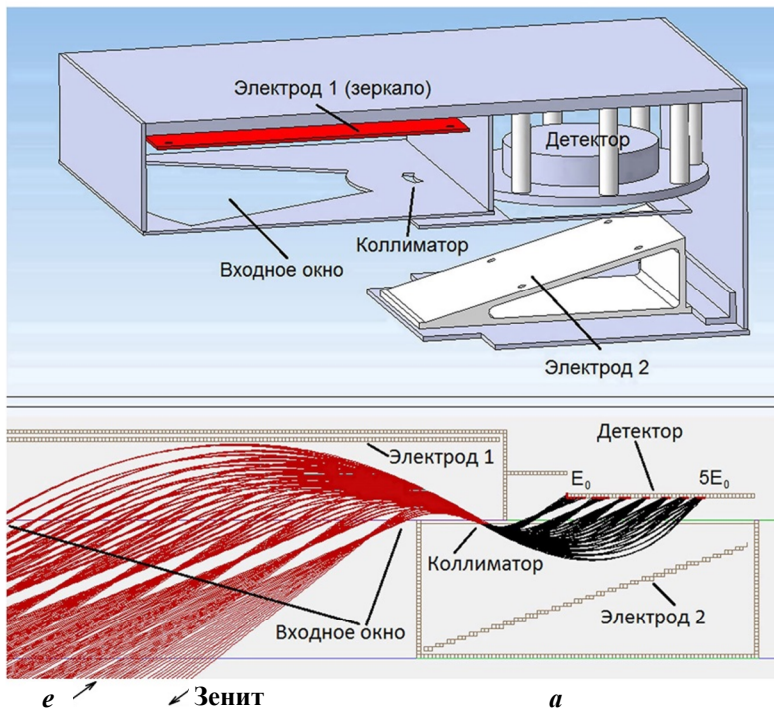 Электрод 1 (зеркало)
Детектор
Коллиматор
Входное окно
Электрод 2
Детектор
Электрод 1
E₀
5E₀
Коллиматор
Электрод 2
Входное окно
е
Зенит
а